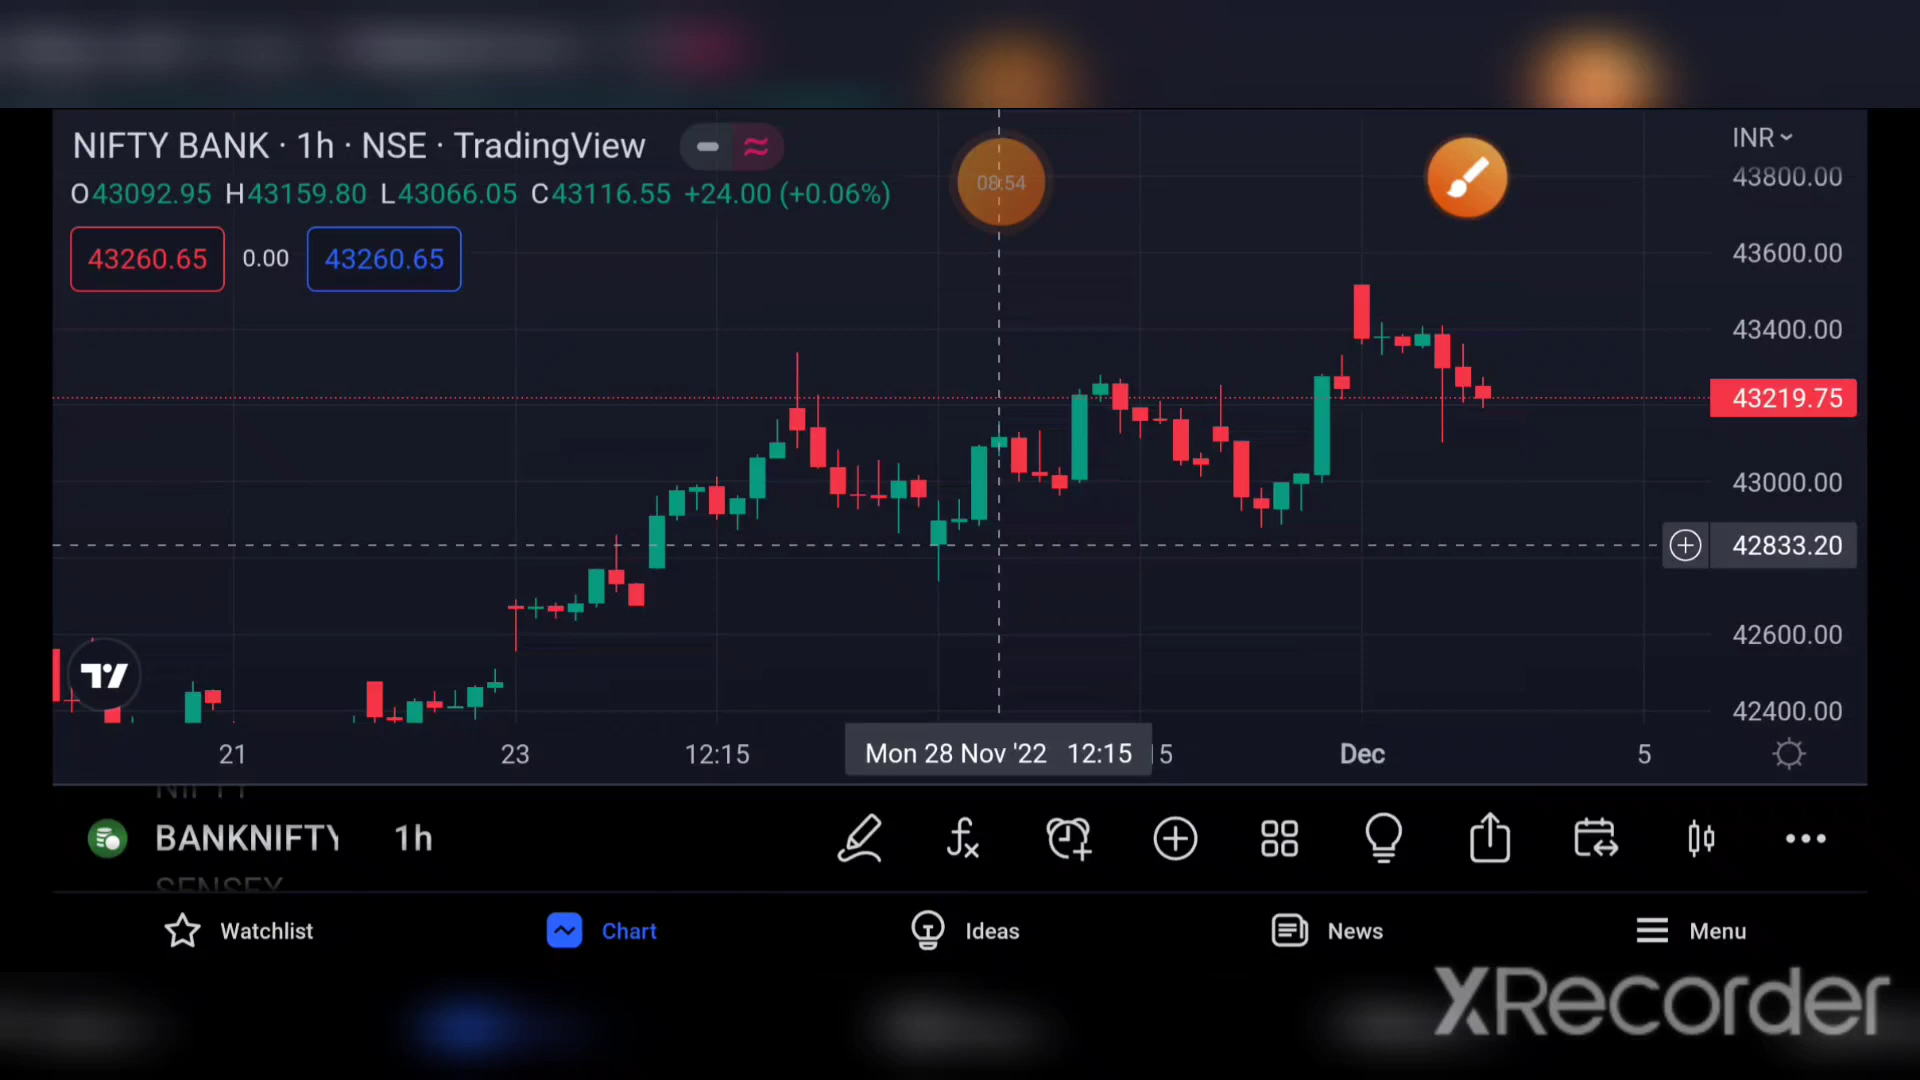 NIFTY BANK · 1h · NSE · TradingView
O43092.95 H43159.80 L43066.05 C43116.55 +24.00 (+0.06%)
43260.65 0.00 43260.65
08:54
INR
43800.00
43600.00
43400.00
43219.75
43000.00
42833.20
42600.00
42400.00
21 23 12:15 Mon 28 Nov '22 12:15 5 Dec 5
NIFTY
BANKNIFTY 1h
SENSEX
Watchlist Chart Ideas News Menu
XRecorder